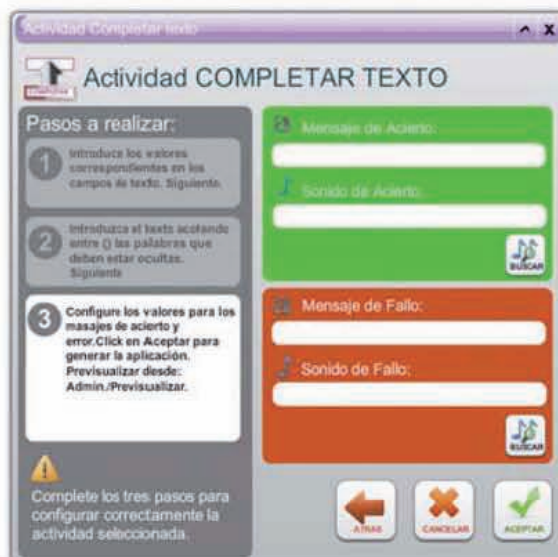 Actividad Completar texto
COMPLETAR
Actividad COMPLETAR TEXTO
Pasos a realizar:
1
Introduce los valores
correspondientes en los
campos de texto. Siguiente.
2
Introduzca el texto acotando
entre () las palabras que
deben estar ocultas.
Siguiente
3
Configure los valores para los
masajes de acierto y
error.Click en Aceptar para
generar la aplicación.
Previsualizar desde:
Admin./Previsualizar.
Complete los tres pasos para
configurar correctamente la
actividad seleccionada.
Mensaje de Acierto:
Sonido de Acierto:
BUSCAR
Mensaje de Fallo:
Sonido de Fallo:
BUSCAR
ATRAS
CANCELAR
ACEPTAR